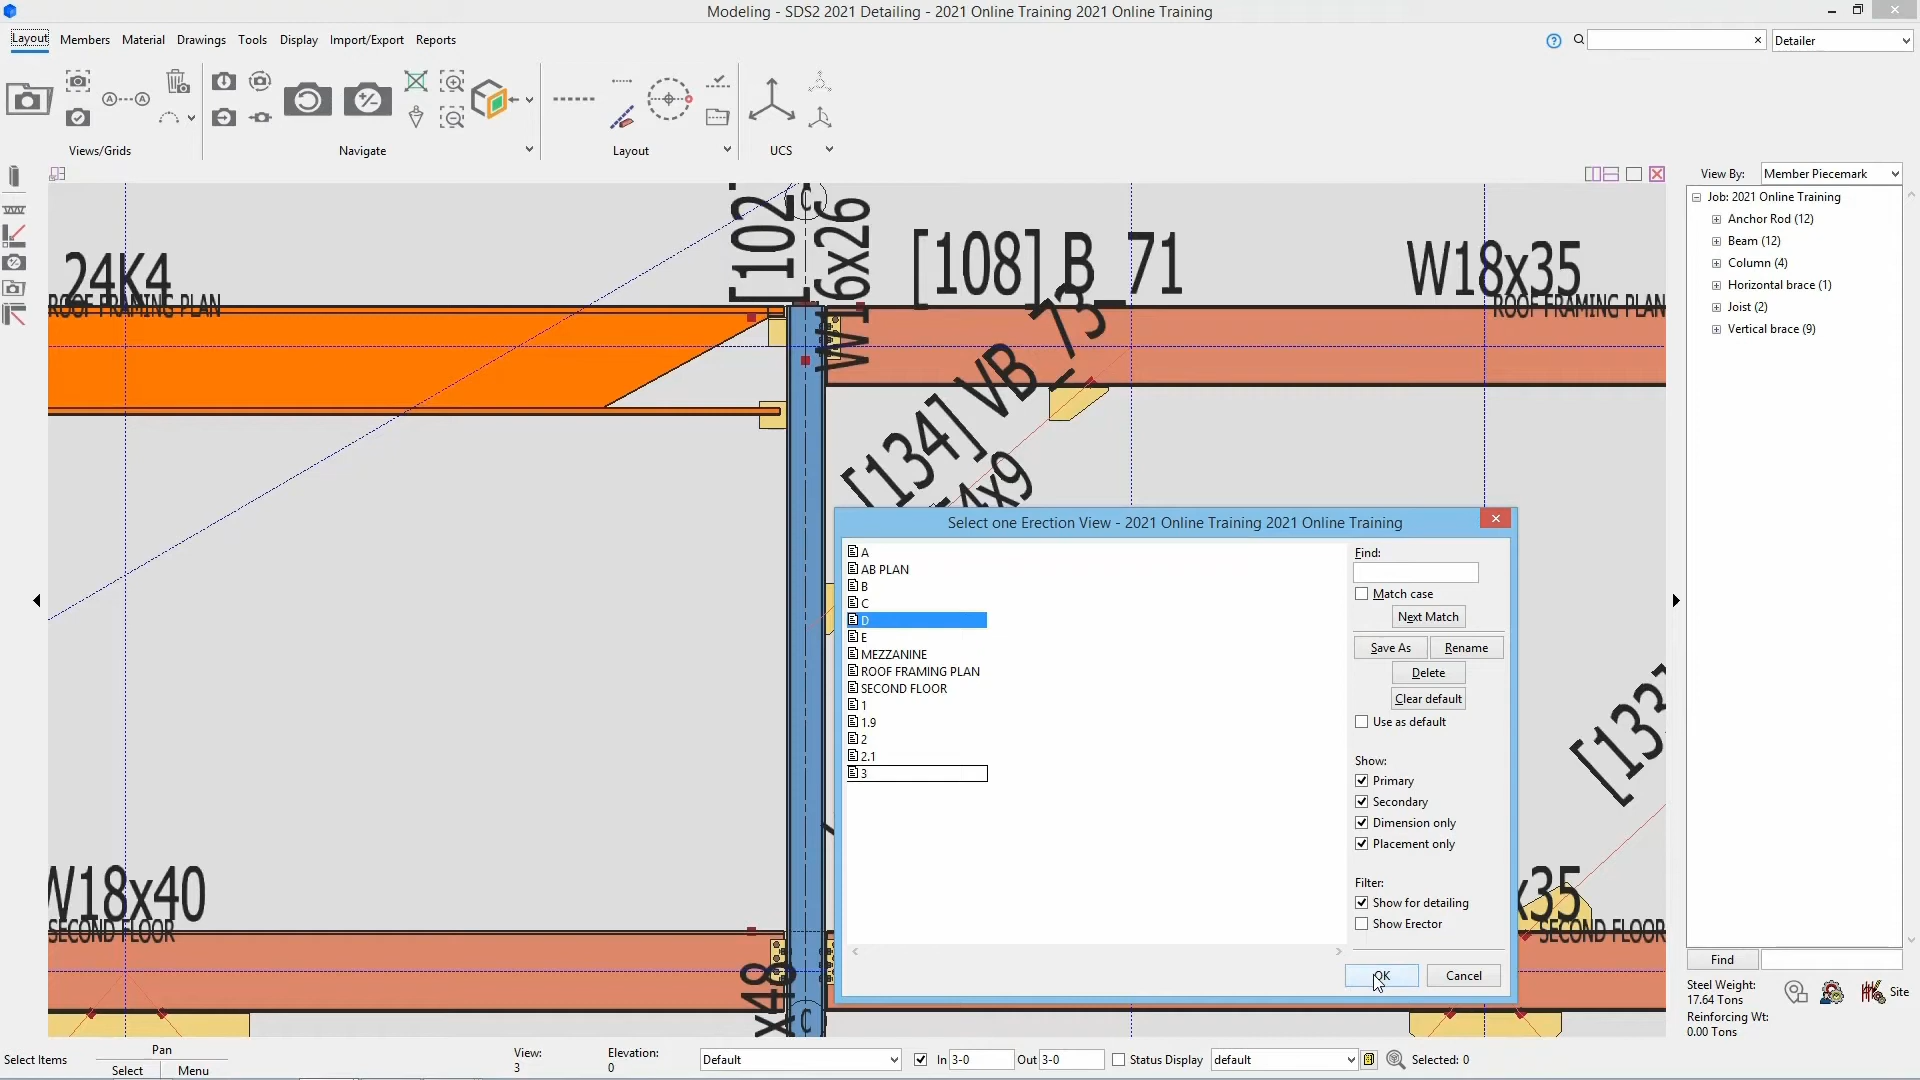 Modeling - SDS2 2021 Detailing - 2021 Online Training 2021 Online Training
Layout Members Material Drawings Tools Display Import/Export Reports
Detailer
Views/Grids Navigate Layout UCS
View By: Member Piecemark
Job: 2021 Online Training
Anchor Rod (12)
Beam (12)
Column (4)
Horizontal brace (1)
Joist (2)
Vertical brace (9)
24K4
ROOF FRAMING PLAN
[102
C
[108] B_71
W18x35
ROOF FRAMING PLAN
[134] VB_73_
[133
W18x40
SECOND FLOOR
x48
C
x35
SECOND FLOOR
Select one Erection View - 2021 Online Training 2021 Online Training
A
AB PLAN
B
C
D
E
MEZZANINE
ROOF FRAMING PLAN
SECOND FLOOR
1
1.9
2
2.1
3
Find:
Match case
Next Match
Save As Rename
Delete
Clear default
Use as default
Show:
Primary
Secondary
Dimension only
Placement only
Filter:
Show for detailing
Show Erector
OK Cancel
Find
Steel Weight:
17.64 Tons
Reinforcing Wt:
0.00 Tons
Site
Select Items
Pan
Select Menu
View:
3
Elevation:
0
Default
In 3-0 Out 3-0 Status Display default Selected: 0